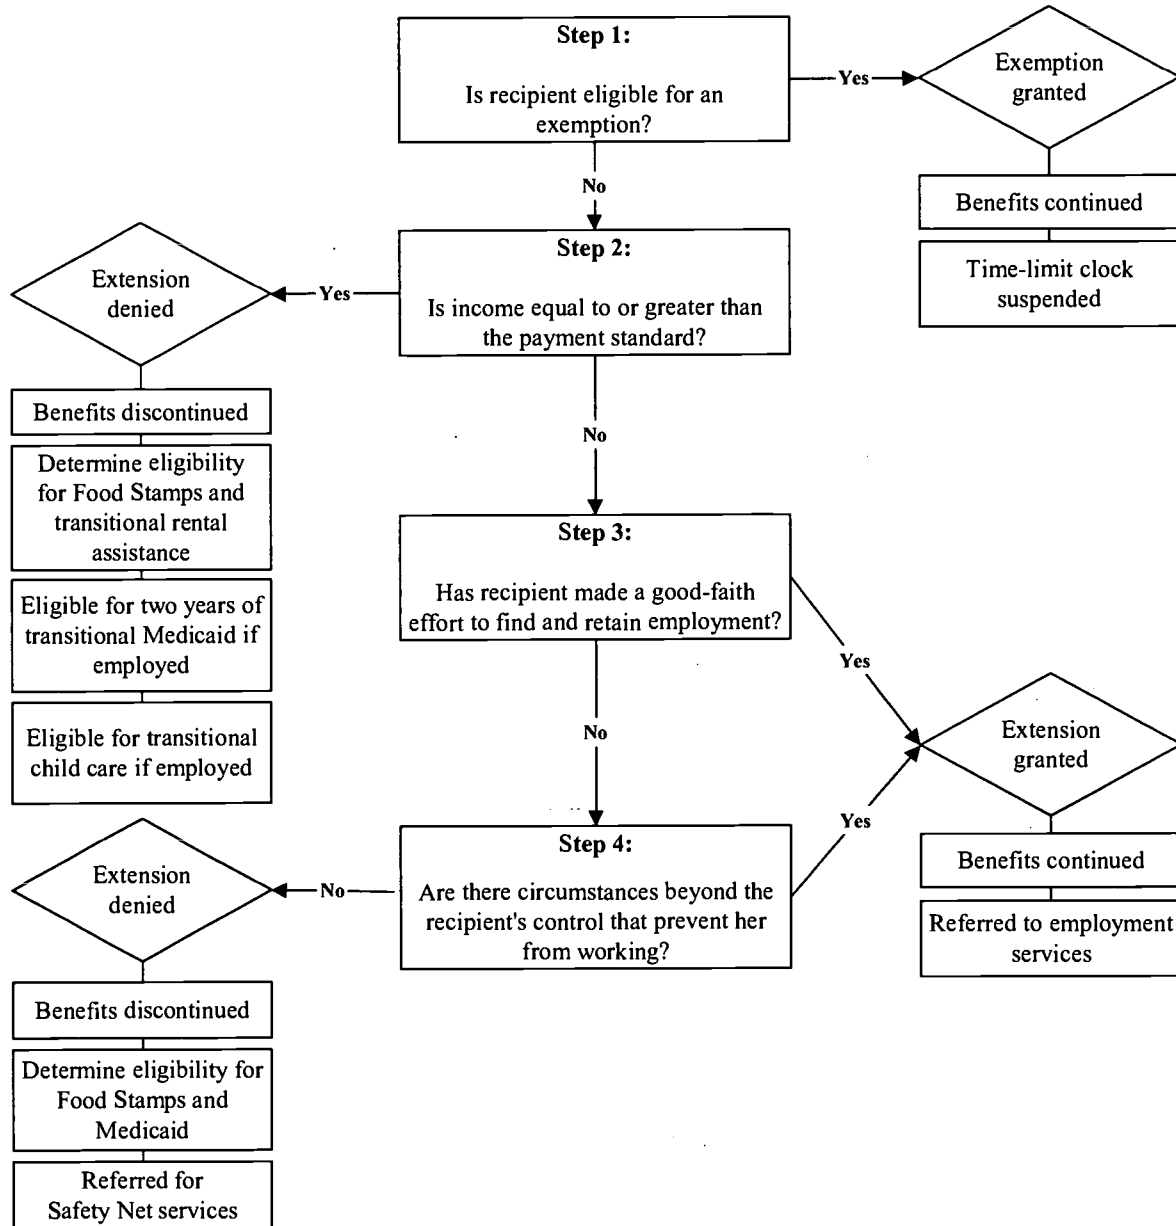 Step 1:
Is recipient eligible for an
exemption?
Yes
Exemption
granted
Benefits continued
Time-limit clock
suspended
No
Step 2:
Is income equal to or greater than
the payment standard?
Yes
Extension
denied
Benefits discontinued
Determine eligibility
for Food Stamps and
transitional rental
assistance
Eligible for two years of
transitional Medicaid if
employed
Eligible for transitional
child care if employed
No
Step 3:
Has recipient made a good-faith
effort to find and retain employment?
Yes
No
Extension
granted
Benefits continued
Referred to employment
services
Step 4:
Are there circumstances beyond the
recipient's control that prevent her
from working?
Yes
No
Extension
denied
Benefits discontinued
Determine eligibility for
Food Stamps and
Medicaid
Referred for
Safety Net services